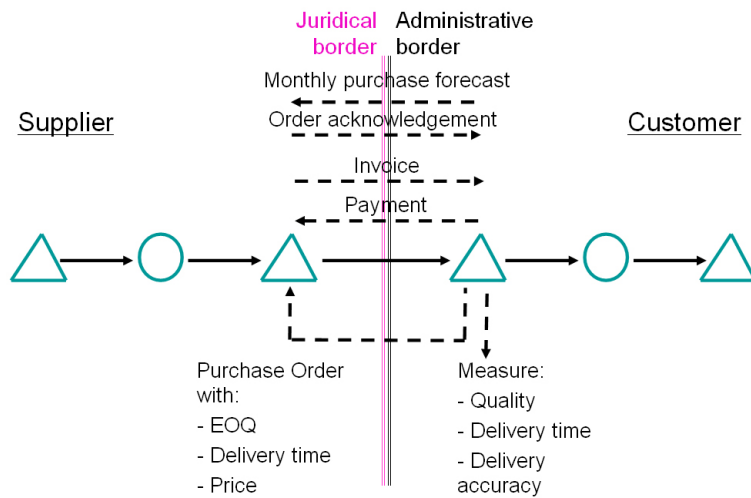 Juridical
border
Administrative
border
Monthly purchase forecast
Supplier
Order acknowledgement
Customer
Invoice
Payment
Purchase Order
with:
- EOQ
- Delivery time
- Price
Measure:
- Quality
- Delivery time
- Delivery
accuracy